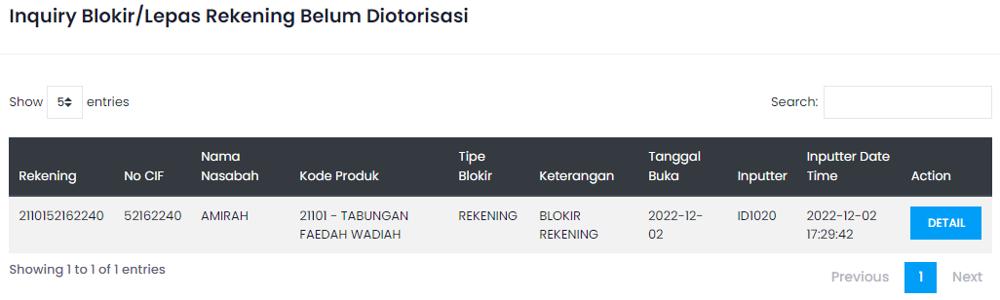 Inquiry Blokir/Lepas Rekening Belum Diotorisasi
Show 5 entries
Search:
Rekening No CIF Nama Nasabah Kode Produk Tipe Blokir Keterangan Tanggal Buka Inputter Inputter Date Time Action
2110152162240 52162240 AMIRAH 21101 - TABUNGAN FAEDAH WADIAH REKENING BLOKIR REKENING 2022-12-02 ID1020 2022-12-02 17:29:42 DETAIL
Showing 1 to 1 of 1 entries
Previous 1 Next